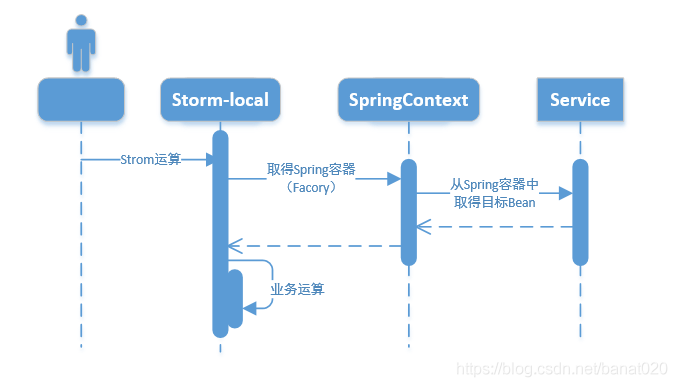 Storm-local
SpringContext
Service
Strom运算
取得Spring容器
（Facory）
从Spring容器中
取得目标Bean
业务运算
https://blog.csdn.net/banai020